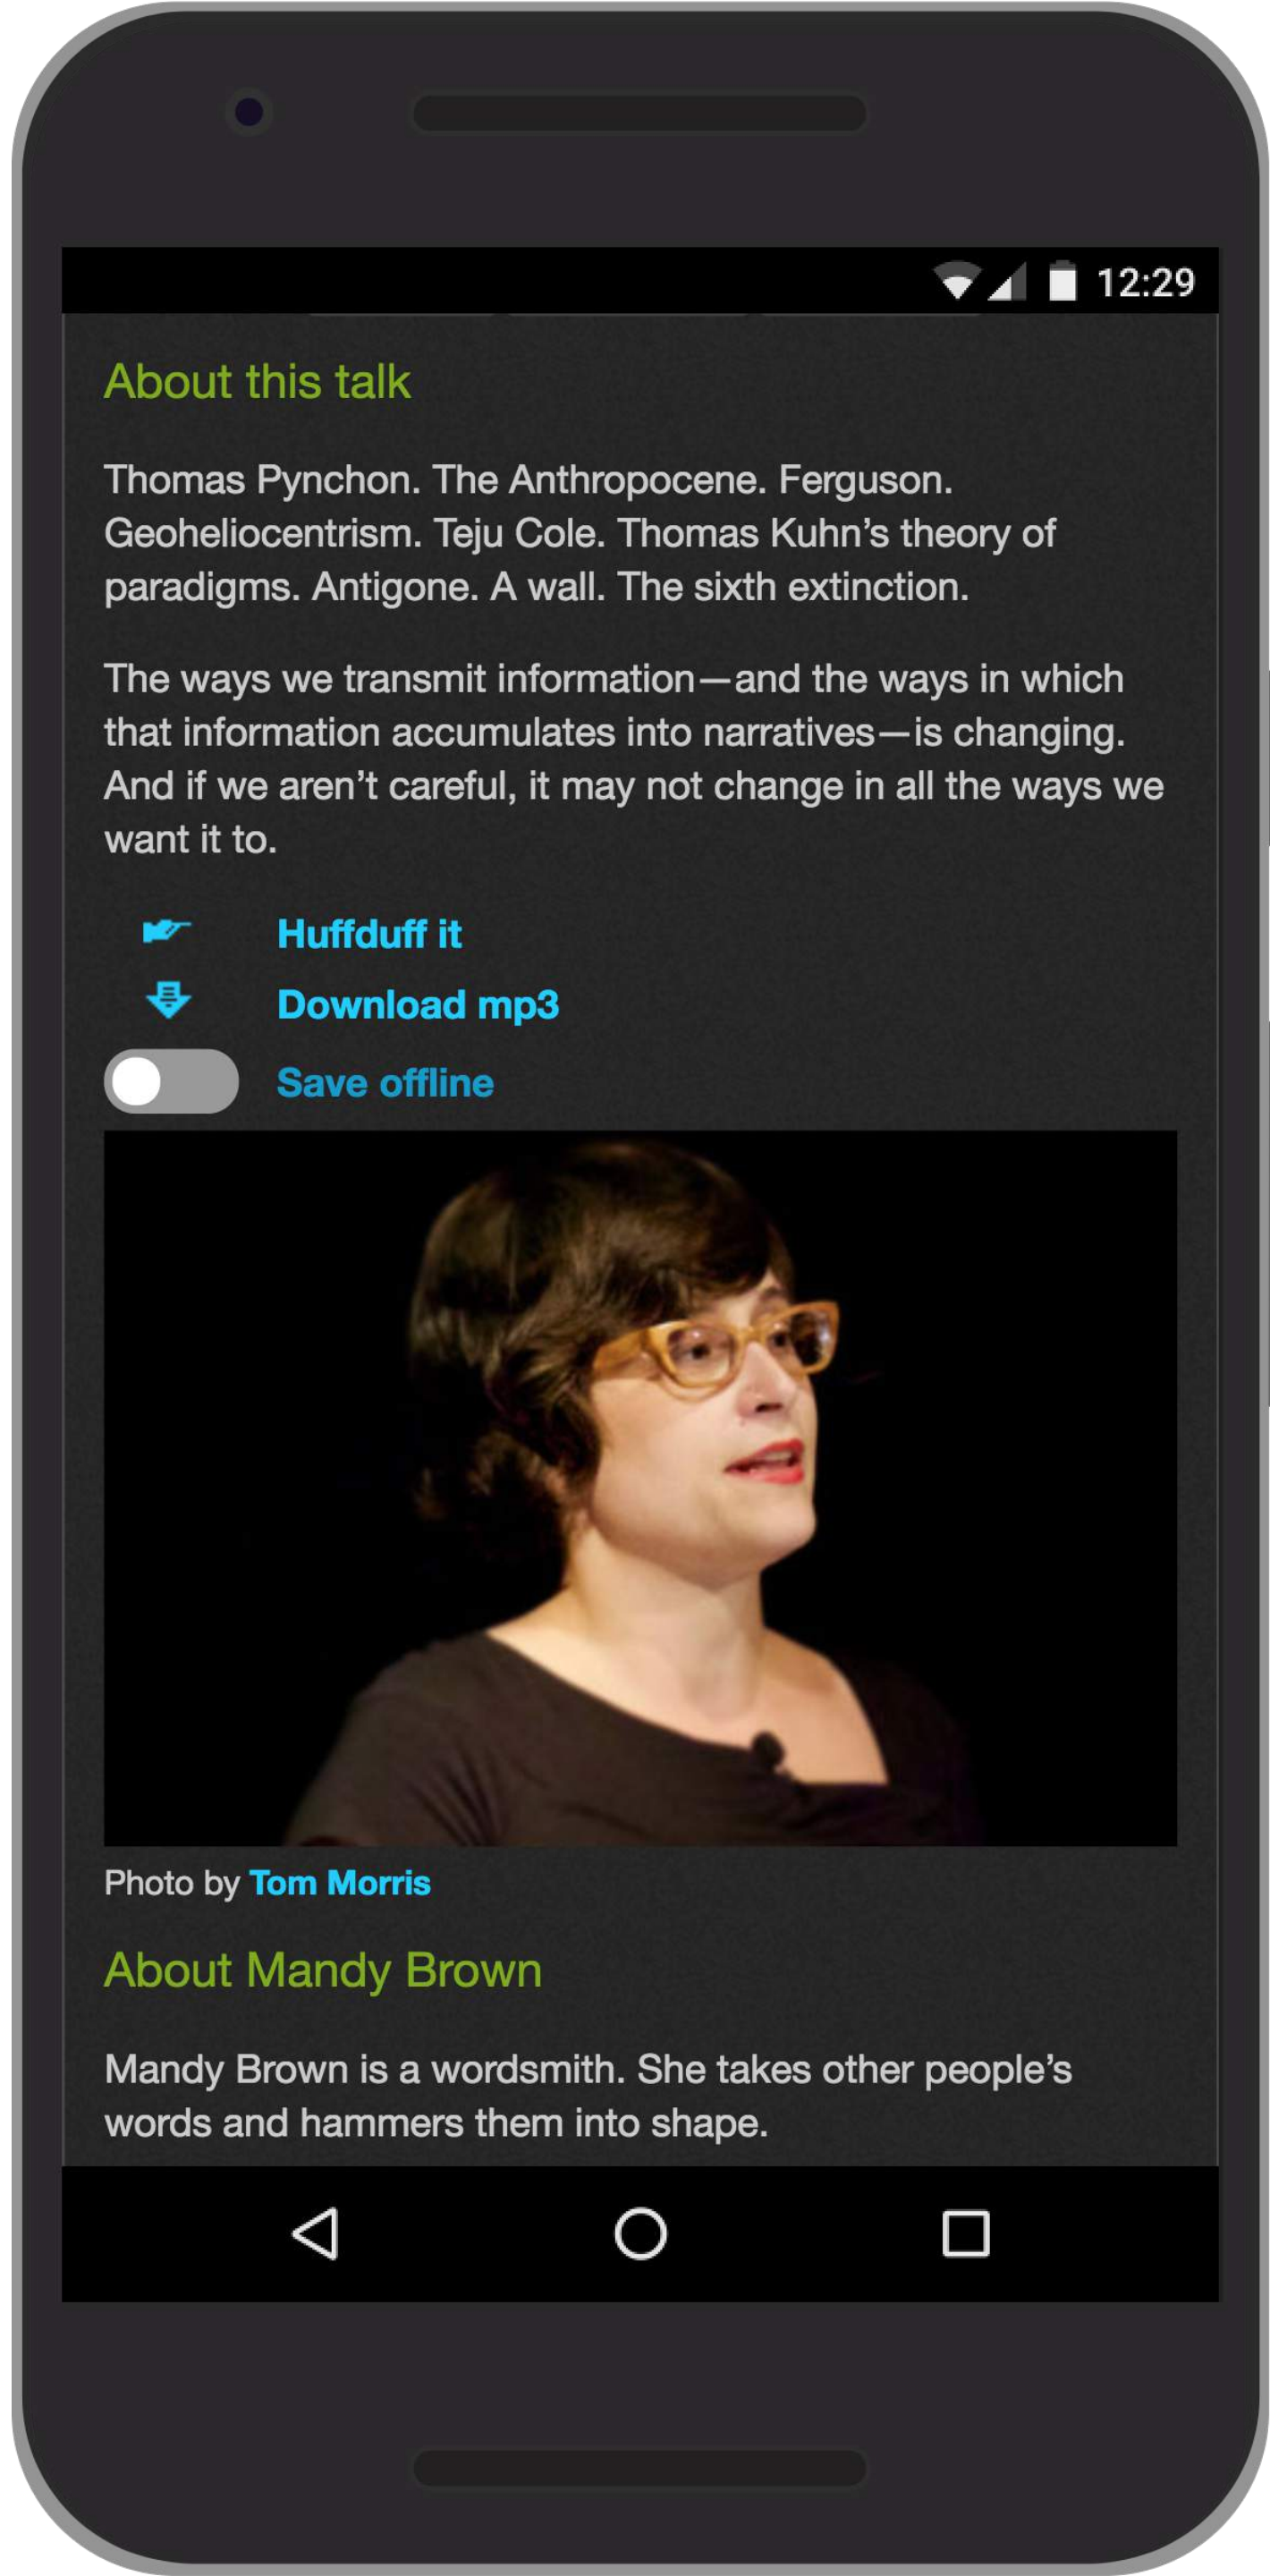 12:29
About this talk
Thomas Pynchon. The Anthropocene. Ferguson.
Geoheliocentrism. Teju Cole. Thomas Kuhn’s theory of
paradigms. Antigone. A wall. The sixth extinction.
The ways we transmit information—and the ways in which
that information accumulates into narratives—is changing.
And if we aren’t careful, it may not change in all the ways we
want it to.
Huffduff it
Download mp3
Save offline
Photo by Tom Morris
About Mandy Brown
Mandy Brown is a wordsmith. She takes other people’s
words and hammers them into shape.